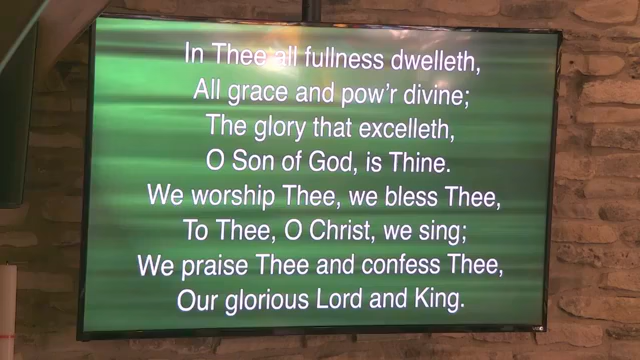 In Thee all fullness dwelleth,
All grace and pow'r divine;
The glory that excelleth,
O Son of God, is Thine.
We worship Thee, we bless Thee,
To Thee, O Christ, we sing;
We praise Thee and confess Thee,
Our glorious Lord and King.